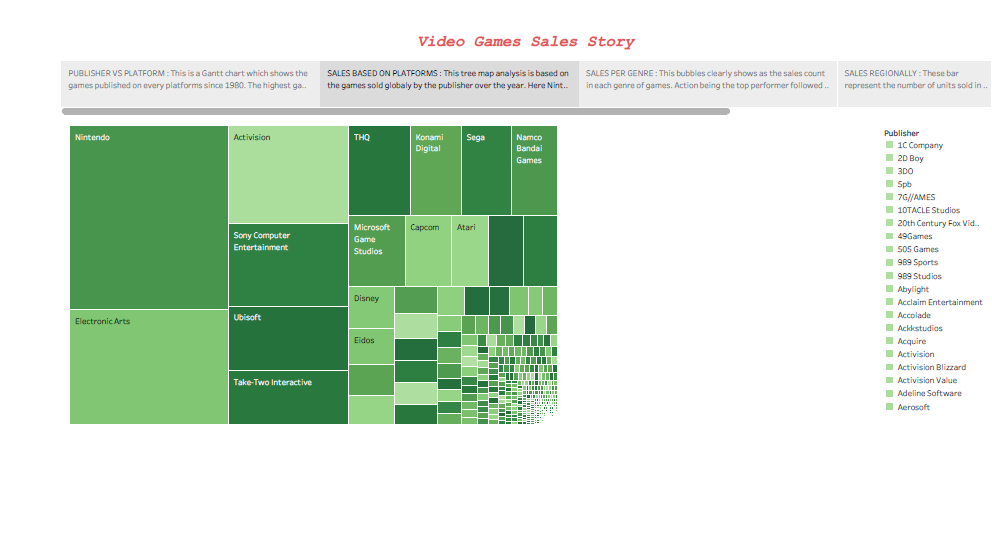 Video Games Sales Story
PUBLISHER VS PLATFORM : This is a Gantt chart which shows the
games published on every platforms since 1980. The highest ga..
SALES BASED ON PLATFORMS : This tree map analysis is based on
the games sold globaly by the publisher over the year. Here Nint..
SALES PER GENRE : This bubbles clearly shows as the sales count
in each genre of games. Action being the top performer followed ..
SALES REGIONALLY : These bar
represent the number of units sold in ..
Nintendo
Electronic Arts
Activision
Sony Computer
Entertainment
Ubisoft
Take-Two Interactive
THQ
Konami
Digital
Sega
Namco
Bandai
Games
Microsoft
Game
Studios
Capcom
Atari
Disney
Eidos
Publisher
1C Company
2D Boy
3DO
5pb
7G//AMES
10TACLE Studios
20th Century Fox Vid..
49Games
505 Games
989 Sports
989 Studios
Abylight
Acclaim Entertainment
Accolade
Ackkstudios
Acquire
Activision
Activision Blizzard
Activision Value
Adeline Software
Aerosoft